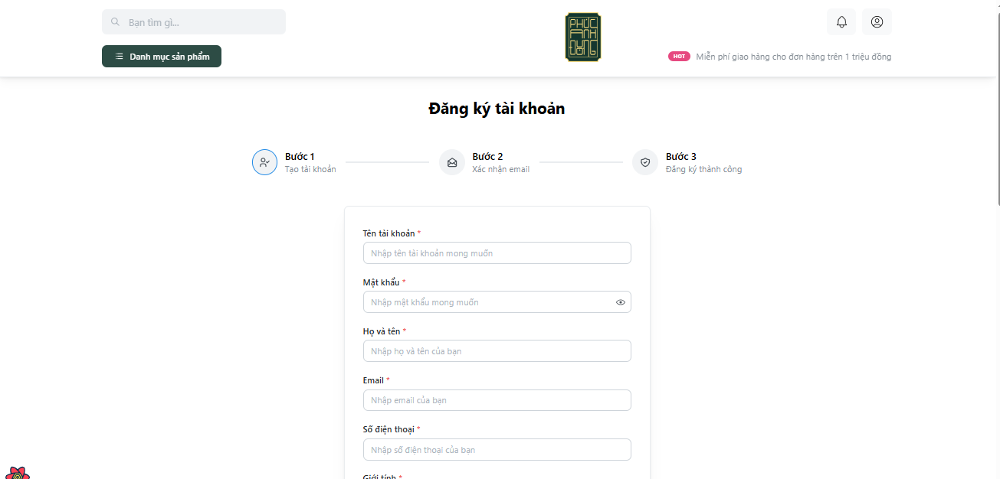 Bạn tìm gì...
PHÚC
ANH
DƯƠNG
Danh mục sản phẩm
HOT Miễn phí giao hàng cho đơn hàng trên 1 triệu đồng
Đăng ký tài khoản
Bước 1
Tạo tài khoản
Bước 2
Xác nhận email
Bước 3
Đăng ký thành công
Tên tài khoản *
Nhập tên tài khoản mong muốn
Mật khẩu *
Nhập mật khẩu mong muốn
Họ và tên *
Nhập họ và tên của bạn
Email *
Nhập email của bạn
Số điện thoại *
Nhập số điện thoại của bạn
Giới tính *